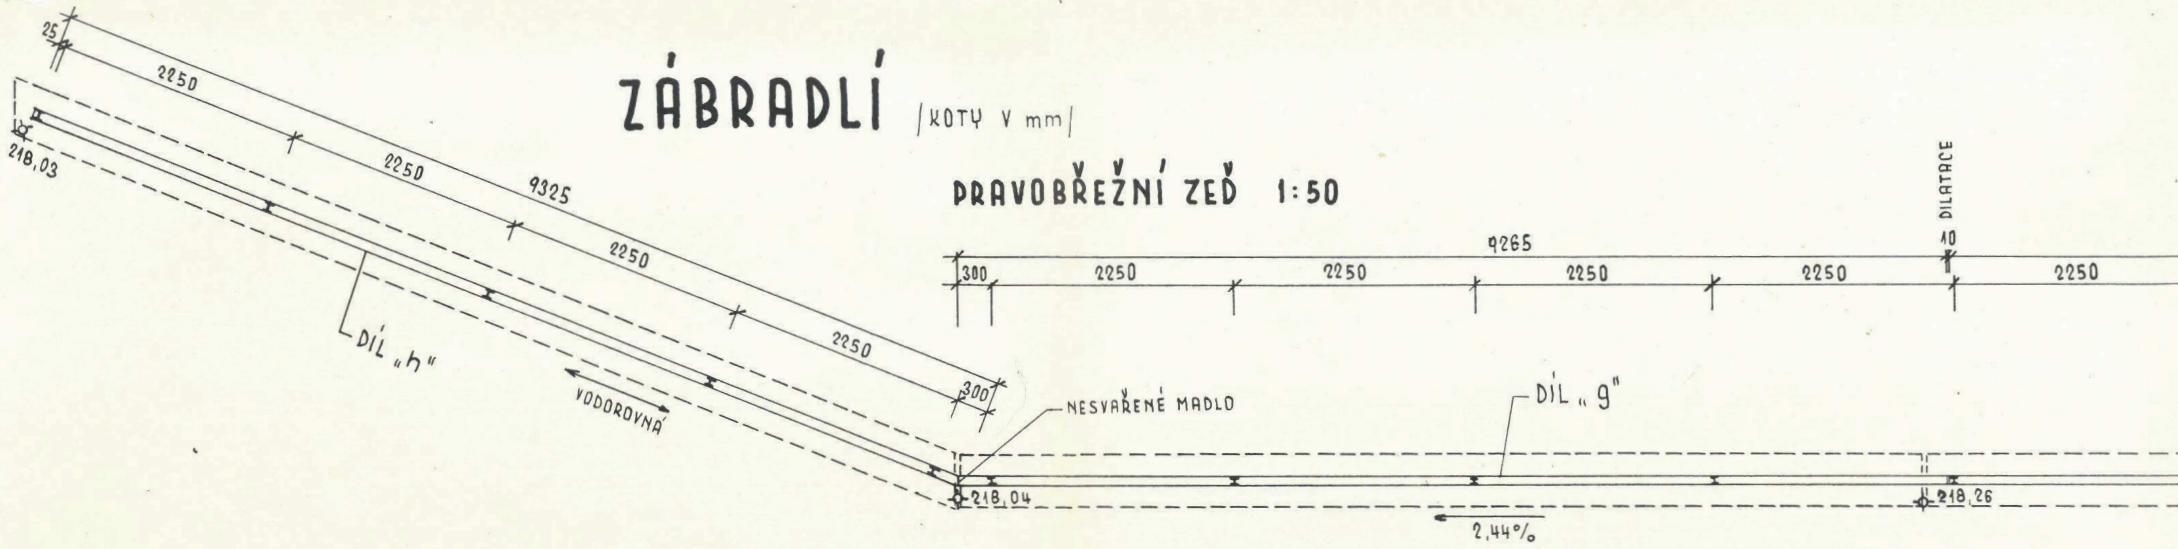 ZÁBRADLÍ /KOTY V mm/
PRAVOBŘEŽNÍ ZEĎ 1:50
25
2250
2250
9325
2250
2250
300
218,03
DÍL „h"
VODOROVNÁ
DILATACE
10
9265
300
2250
2250
2250
2250
2250
NESVAŘENÉ MADLO
DÍL „g"
218,04
218,26
2,44%